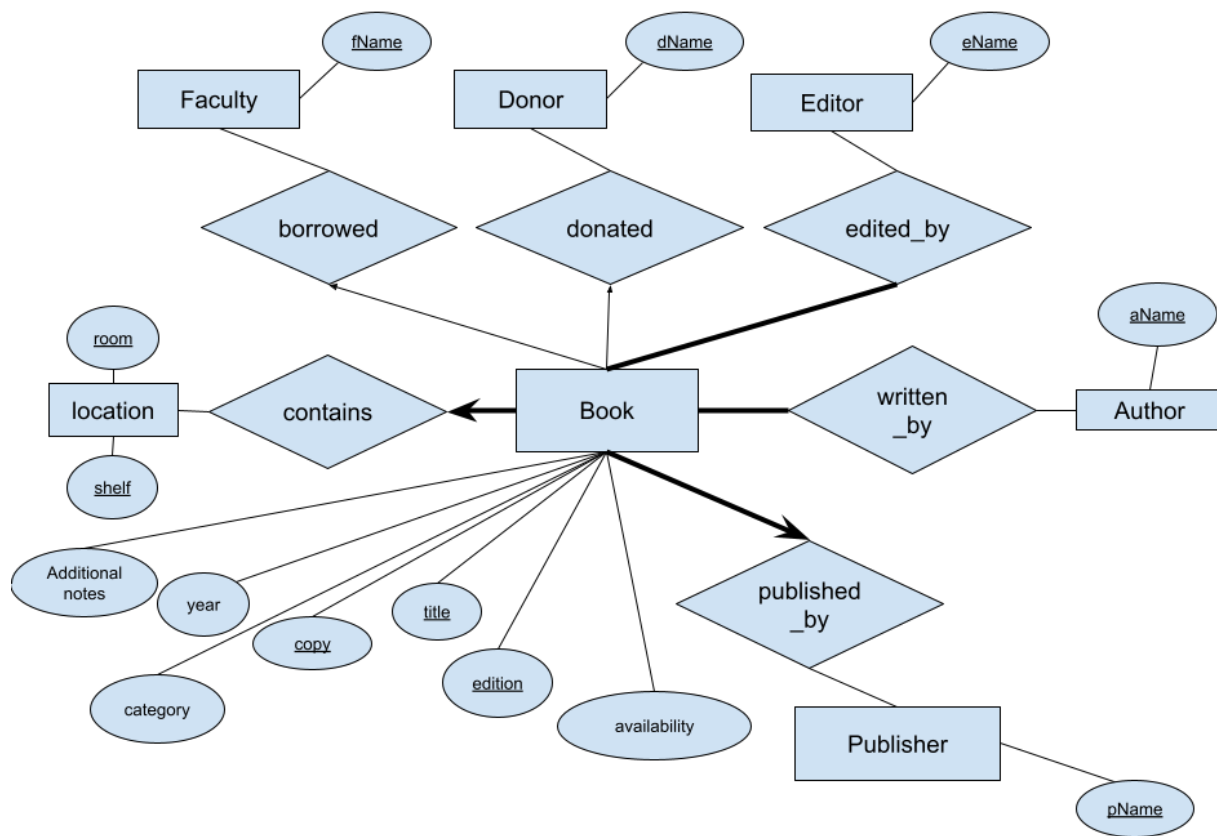 fName
dName
eName
Faculty
Donor
Editor
borrowed
donated
edited_by
room
aName
location
contains
Book
written
_by
Author
shelf
Additional
notes
year
copy
title
edition
category
availability
published
_by
Publisher
pName